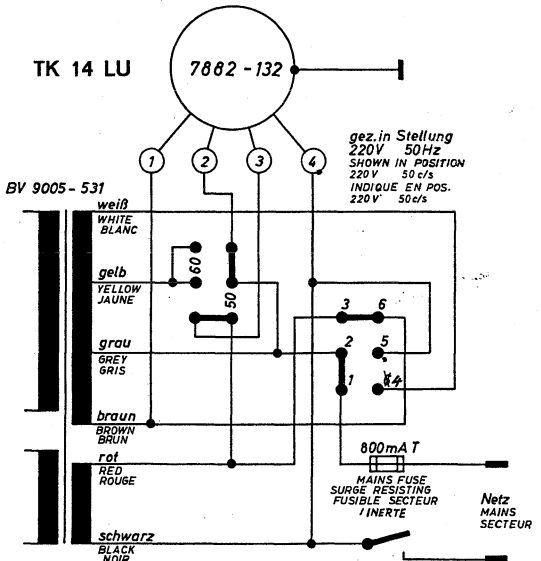 TK 14 LU
7882-132
1 2 3 4
gez. in Stellung
220V 50Hz
SHOWN IN POSITION
220 V 50 c/s
INDIQUE EN POS.
220 V 50 c/s
BV 9005-531
weiß
WHITE
BLANC
gelb
YELLOW
JAUNE
60
50
grau
GREY
GRIS
3 6
2 5
1 4
braun
BROWN
BRUN
rot
RED
ROUGE
800mA T
MAINS FUSE
SURGE RESISTING
FUSIBLE SECTEUR
/INERTE
Netz
MAINS
SECTEUR
schwarz
BLACK
NOIR